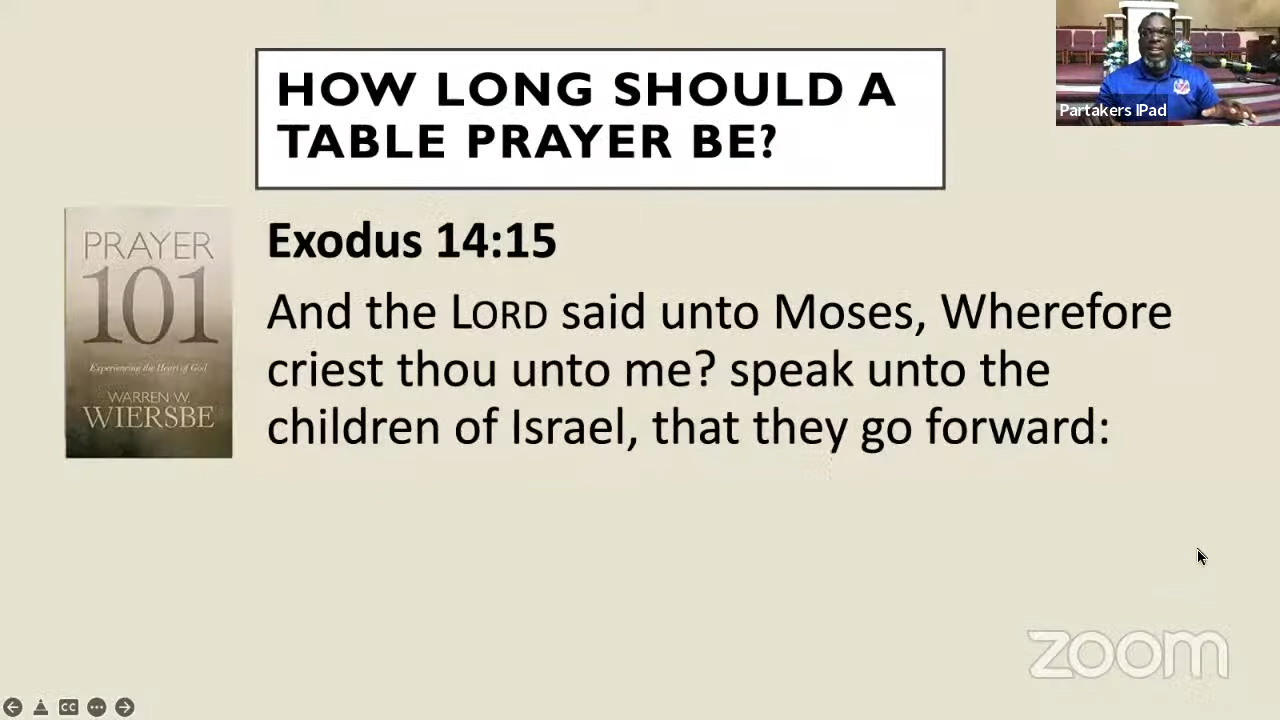 HOW LONG SHOULD A
TABLE PRAYER BE?
Partakers IPad
PRAYER
101
Experiencing the Heart of God
WARREN W.
WIERSBE
Exodus 14:15
And the LORD said unto Moses, Wherefore
criest thou unto me? speak unto the
children of Israel, that they go forward:
zoom
CC